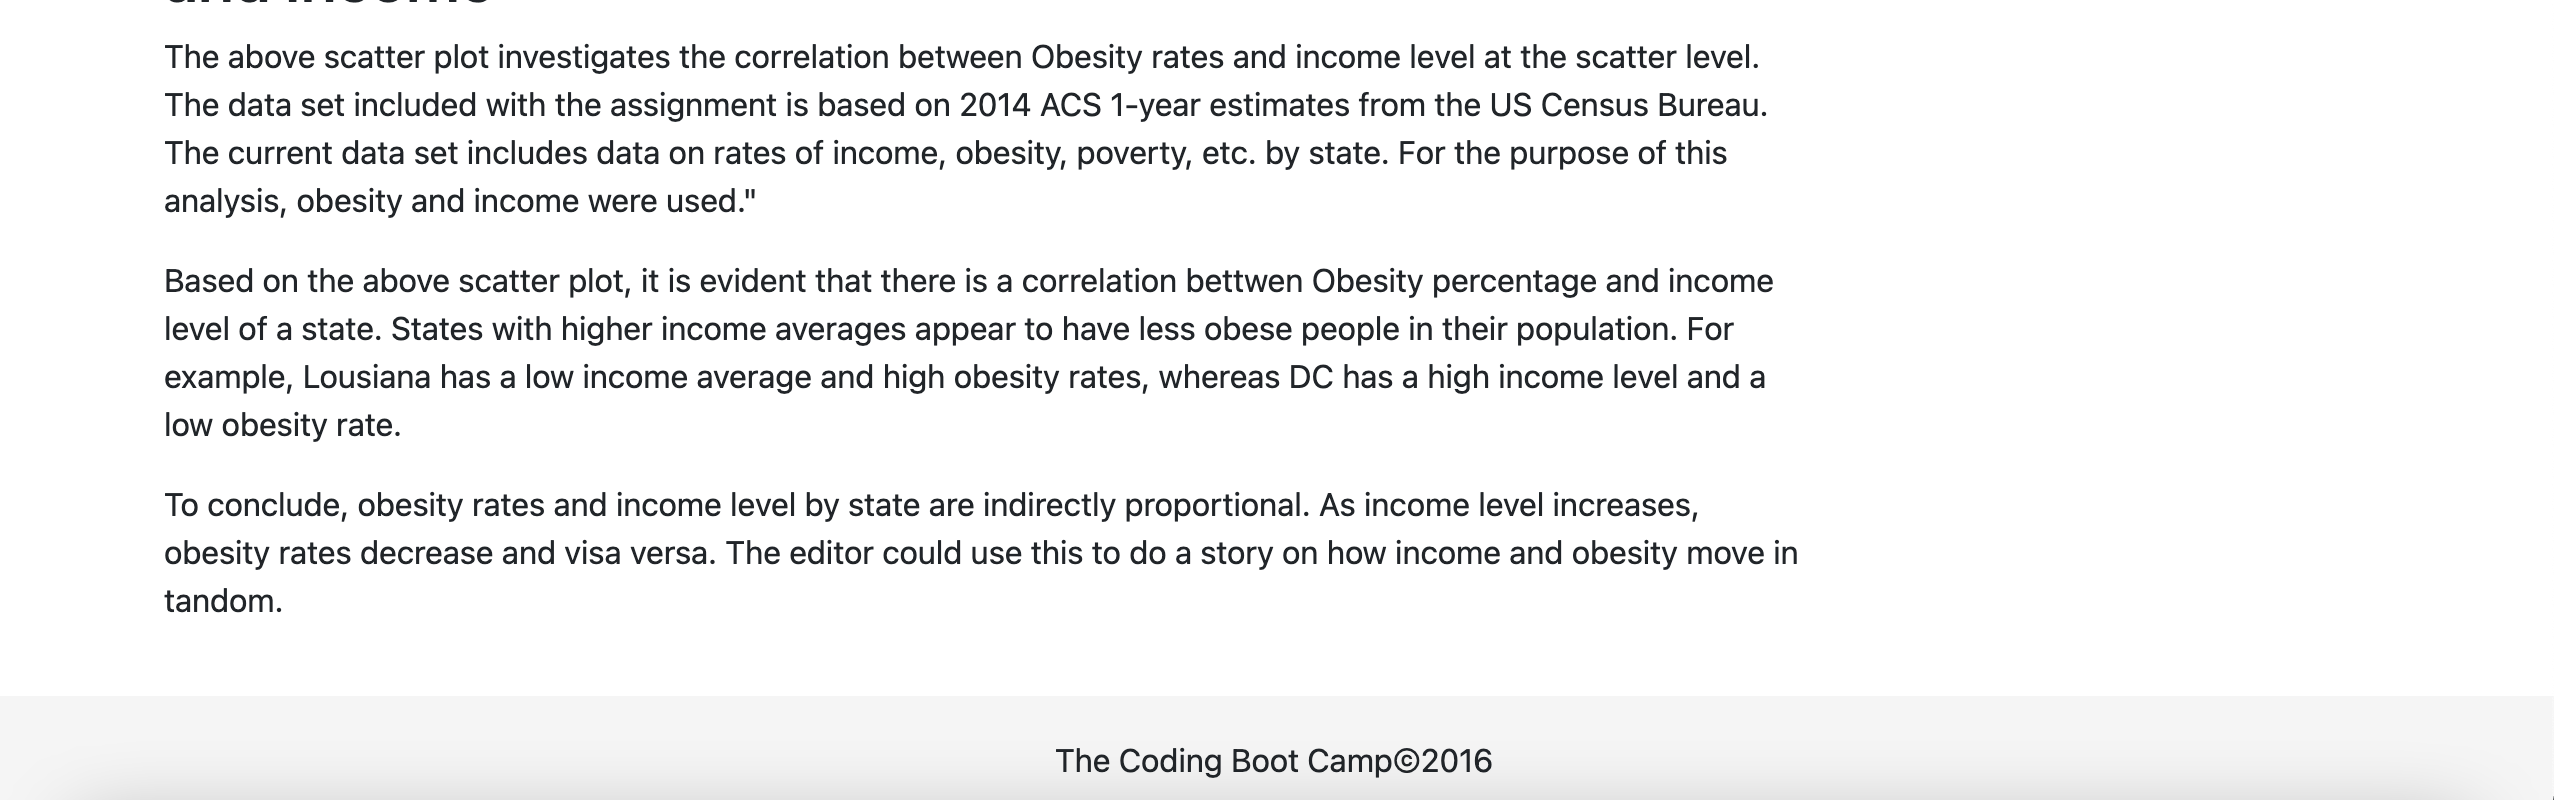 and Income
The above scatter plot investigates the correlation between Obesity rates and income level at the scatter level.
The data set included with the assignment is based on 2014 ACS 1-year estimates from the US Census Bureau.
The current data set includes data on rates of income, obesity, poverty, etc. by state. For the purpose of this
analysis, obesity and income were used."
Based on the above scatter plot, it is evident that there is a correlation bettwen Obesity percentage and income
level of a state. States with higher income averages appear to have less obese people in their population. For
example, Lousiana has a low income average and high obesity rates, whereas DC has a high income level and a
low obesity rate.
To conclude, obesity rates and income level by state are indirectly proportional. As income level increases,
obesity rates decrease and visa versa. The editor could use this to do a story on how income and obesity move in
tandom.
The Coding Boot Camp©2016